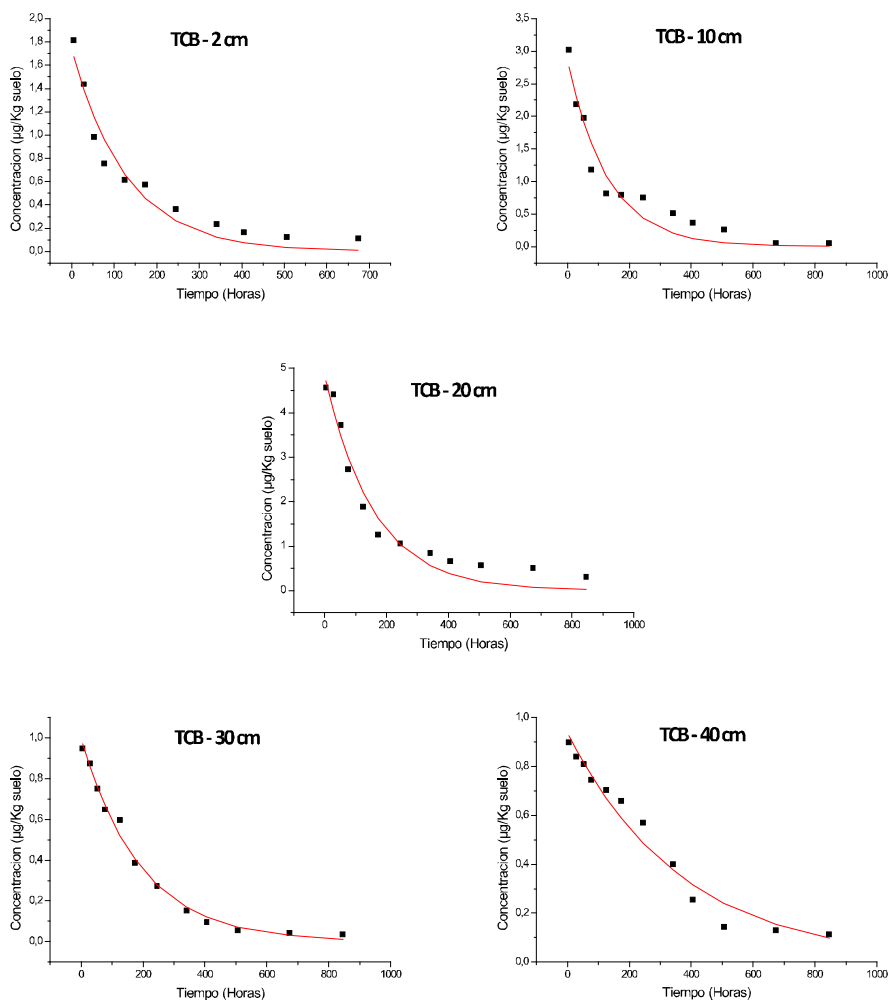 TCB - 2 cm
Concentracion (µg/Kg suelo)
2,0
1,8
1,6
1,4
1,2
1,0
0,8
0,6
0,4
0,2
0,0
0 100 200 300 400 500 600 700
Tiempo (Horas)
TCB - 10 cm
Concentracion (µg/Kg suelo)
3,5
3,0
2,5
2,0
1,5
1,0
0,5
0,0
0 200 400 600 800 1000
Tiempo (Horas)
TCB - 20 cm
Concentracion (µg/Kg suelo)
5
4
3
2
1
0
0 200 400 600 800 1000
Tiempo (Horas)
TCB - 30 cm
Concentracion (µg/Kg suelo)
1,0
0,8
0,6
0,4
0,2
0,0
0 200 400 600 800 1000
Tiempo (Horas)
TCB - 40 cm
Concentracion (µg/Kg suelo)
1,0
0,8
0,6
0,4
0,2
0,0
0 200 400 600 800 1000
Tiempo (Horas)